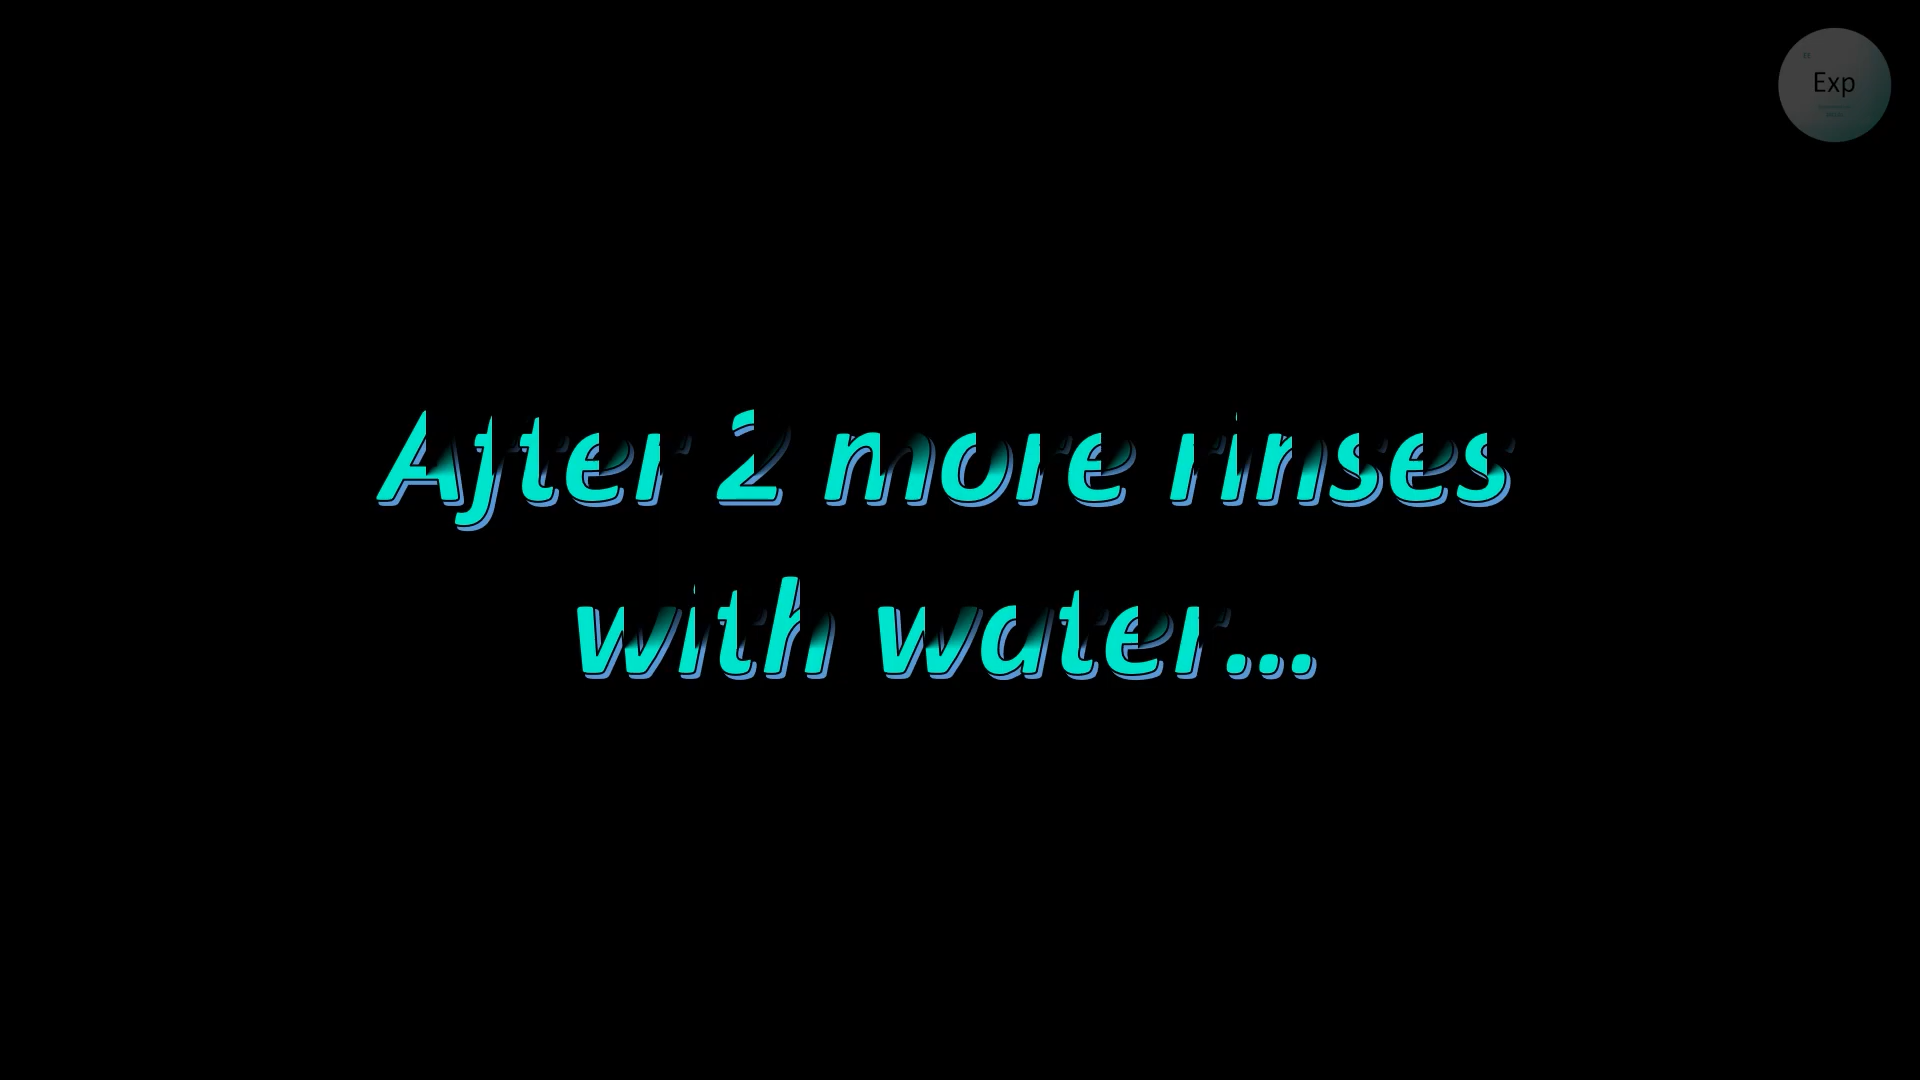 Exp
After 2 more rinses
with water...